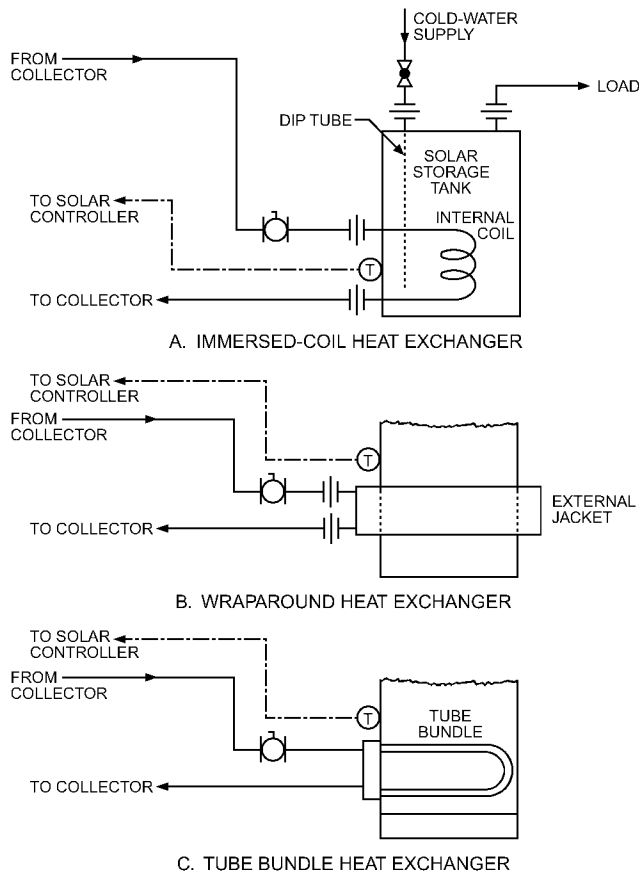 COLD-WATER
SUPPLY
FROM
COLLECTOR
LOAD
DIP TUBE
SOLAR
STORAGE
TANK
TO SOLAR
CONTROLLER
INTERNAL
COIL
T
TO COLLECTOR
A. IMMERSED-COIL HEAT EXCHANGER
TO SOLAR
CONTROLLER
FROM
COLLECTOR
T
EXTERNAL
JACKET
TO COLLECTOR
B. WRAPAROUND HEAT EXCHANGER
TO SOLAR
CONTROLLER
FROM
COLLECTOR
T
TUBE
BUNDLE
TO COLLECTOR
C. TUBE BUNDLE HEAT EXCHANGER